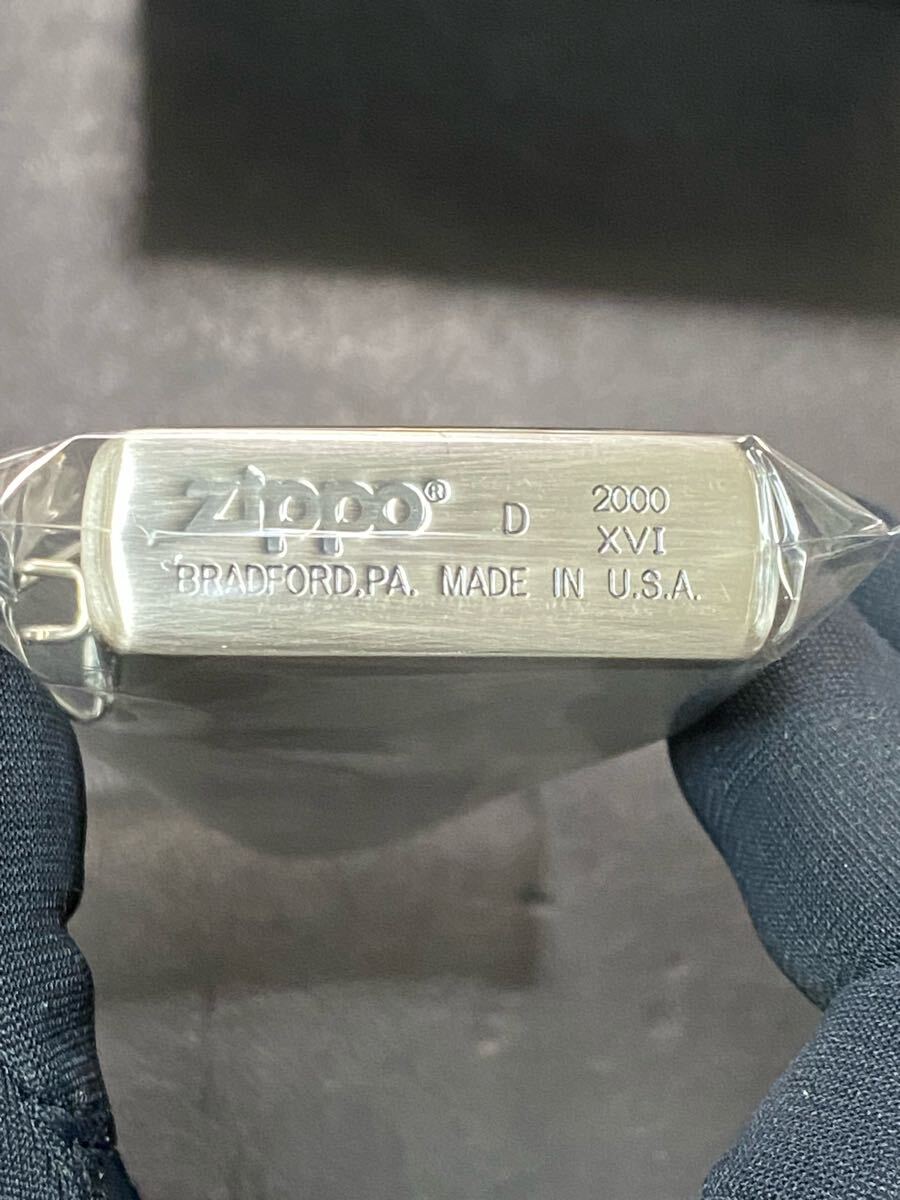 zippo® D 2000
XVI
BRADFORD,PA. MADE IN U.S.A.